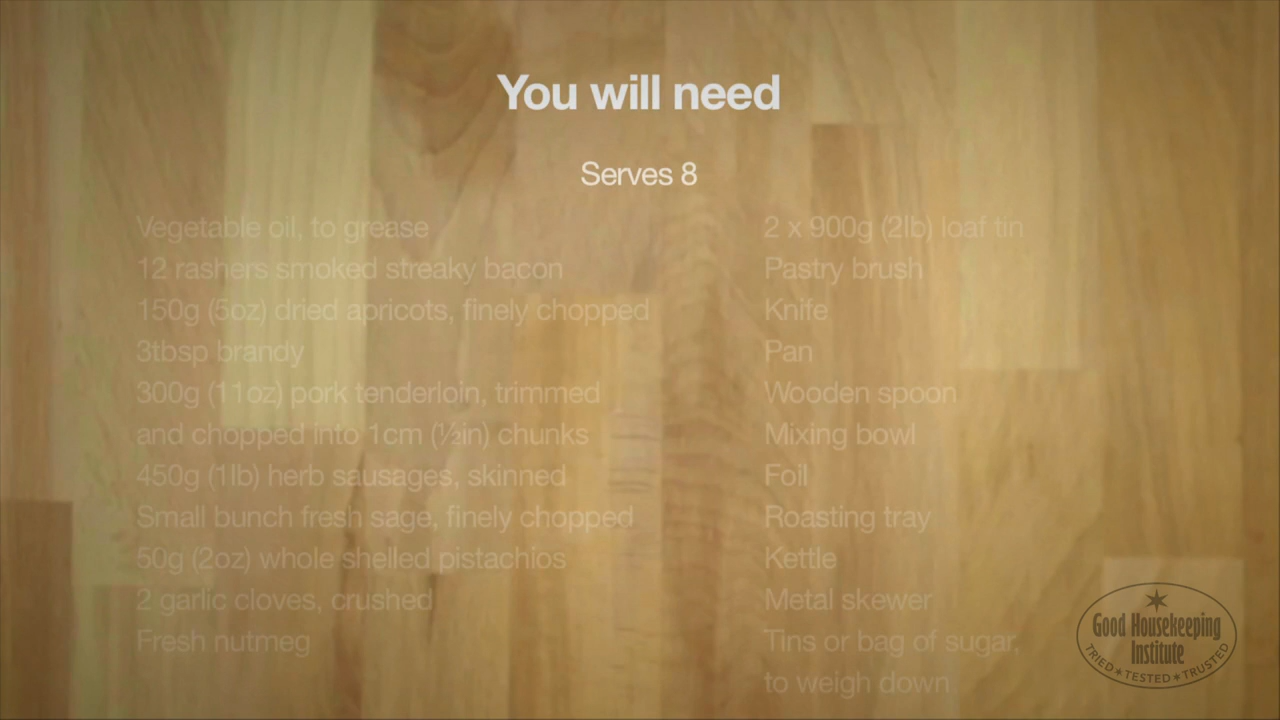 You will need
Serves 8
Vegetable oil, to grease
12 rashers smoked streaky bacon
150g (5oz) dried apricots, finely chopped
3tbsp brandy
300g (11oz) pork tenderloin, trimmed
and chopped into 1cm (½in) chunks
450g (1lb) herb sausages, skinned
Small bunch fresh sage, finely chopped
50g (2oz) whole shelled pistachios
2 garlic cloves, crushed
Fresh nutmeg
2 x 900g (2lb) loaf tin
Pastry brush
Knife
Pan
Wooden spoon
Mixing bowl
Foil
Roasting tray
Kettle
Metal skewer
Tins or bag of sugar,
to weigh down
Good Housekeeping
Institute
TRIED ★ TESTED ★ TRUSTED